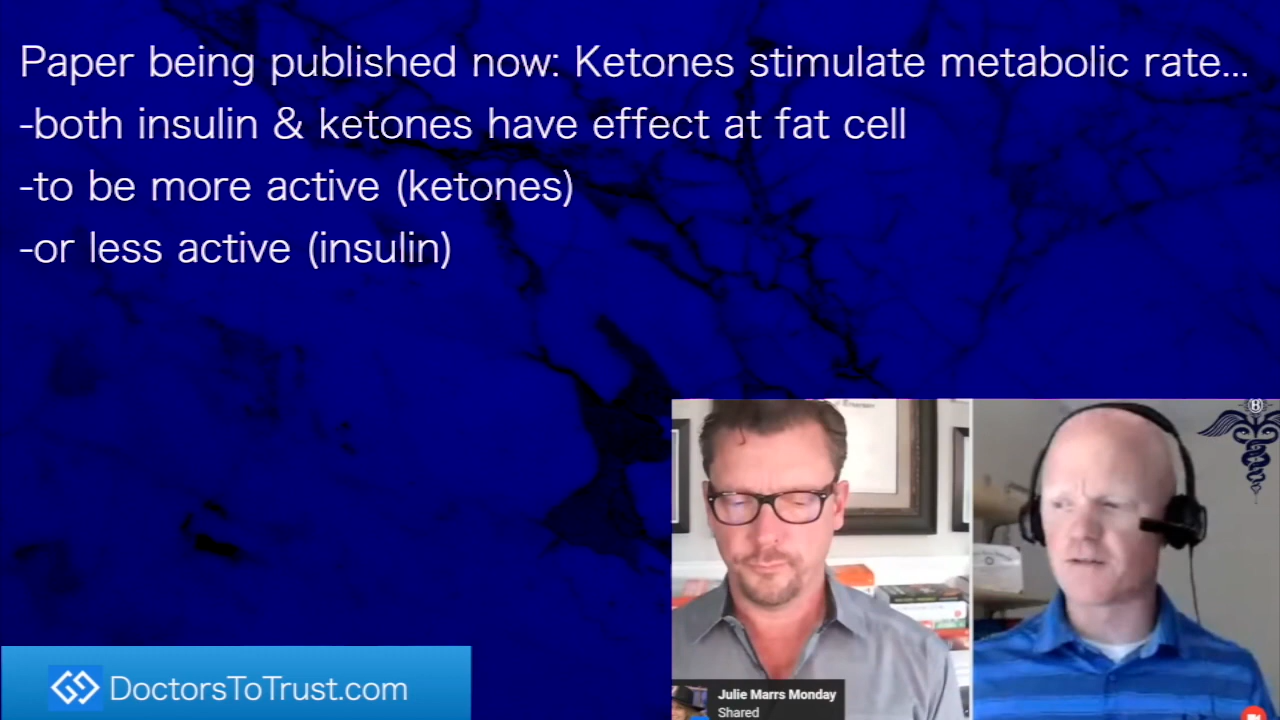 Paper being published now: Ketones stimulate metabolic rate...
-both insulin & ketones have effect at fat cell
-to be more active (ketones)
-or less active (insulin)
DoctorsToTrust.com
Julie Marrs Monday
Shared
B